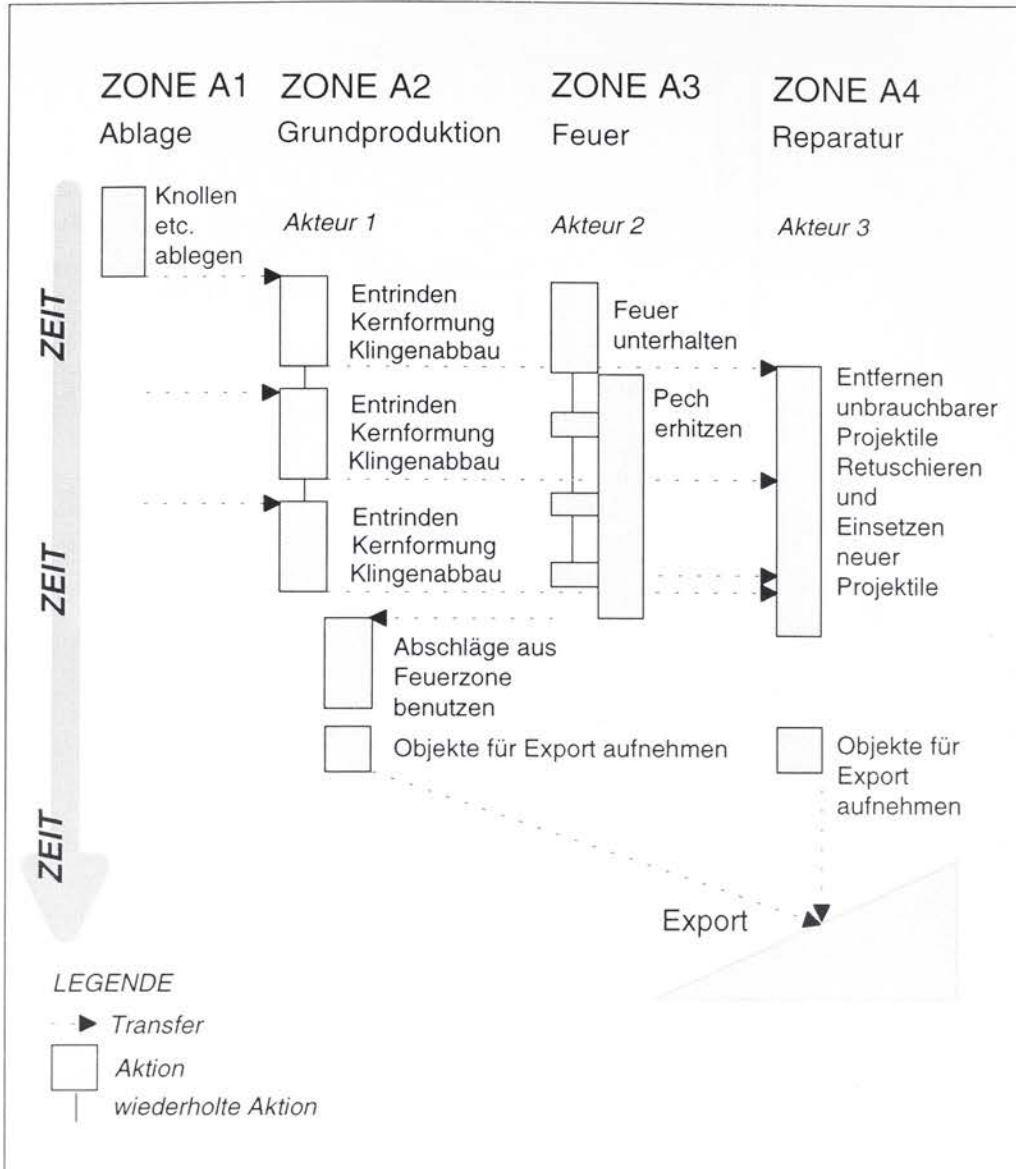 ZONE A1
Ablage
ZONE A2
Grundproduktion
ZONE A3
Feuer
ZONE A4
Reparatur
Knollen
etc.
ablegen
Akteur 1
Akteur 2
Akteur 3
ZEIT
Entrinden
Kernformung
Klingenabbau
Feuer
unterhalten
Entrinden
Kernformung
Klingenabbau
Pech
erhitzen
Entfernen
unbrauchbarer
Projektile
Retuschieren
und
Einsetzen
neuer
Projektile
ZEIT
Entrinden
Kernformung
Klingenabbau
Abschläge aus
Feuerzone
benutzen
Objekte für Export aufnehmen
Objekte für
Export
aufnehmen
ZEIT
Export
LEGENDE
Transfer
Aktion
wiederholte Aktion